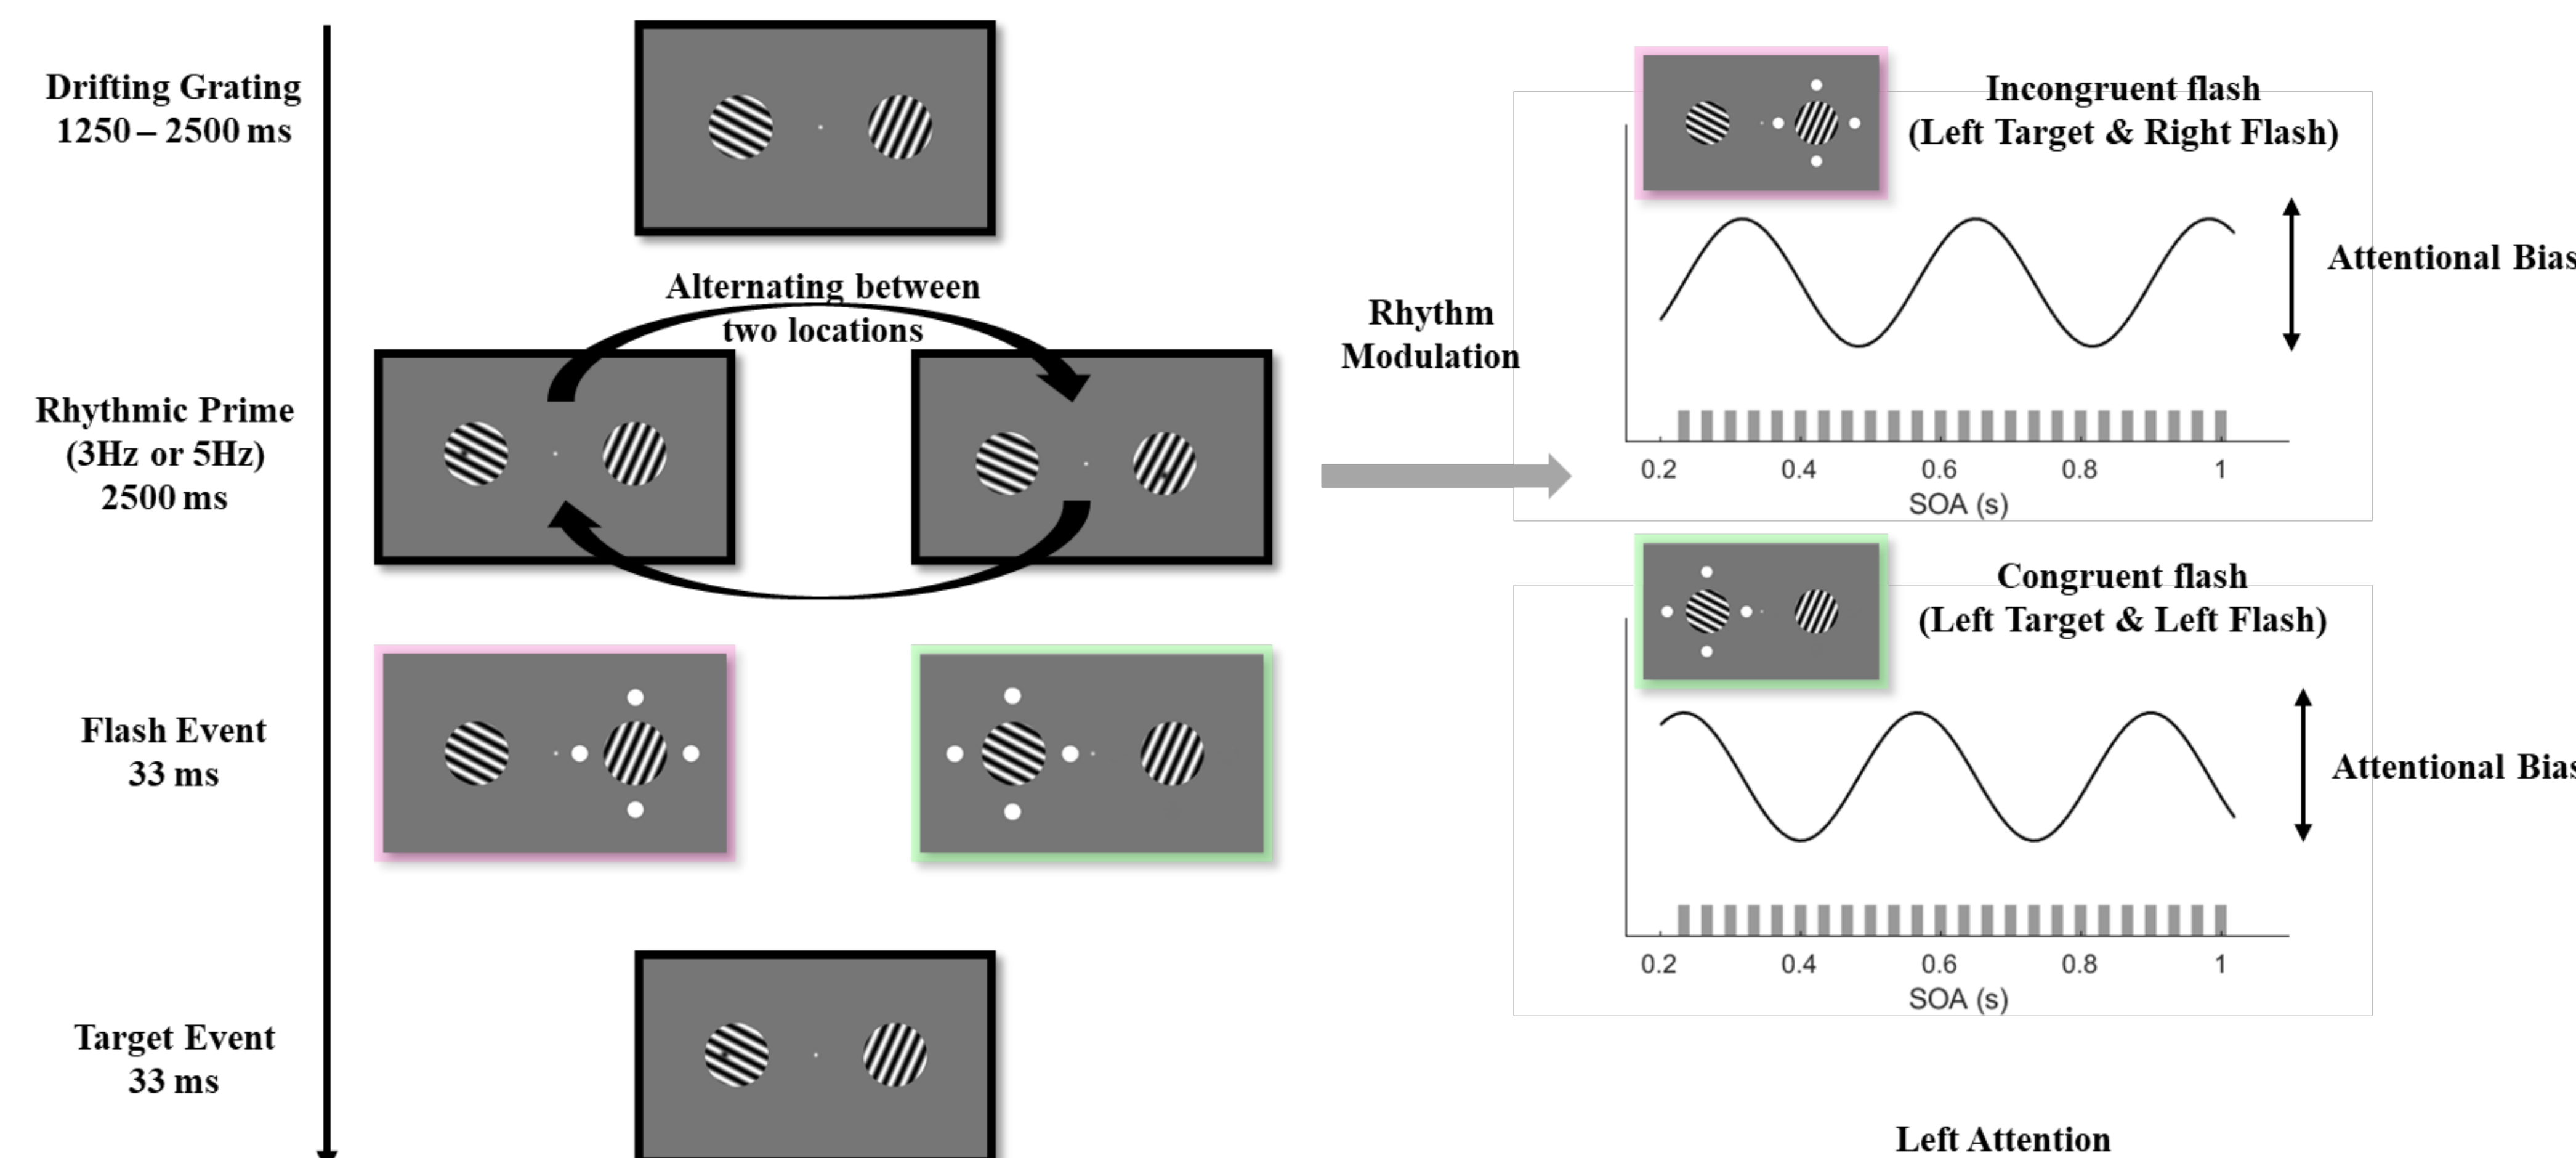 Drifting Grating
1250 – 2500 ms
Alternating between
two locations
Rhythmic Prime
(3Hz or 5Hz)
2500 ms
Flash Event
33 ms
Target Event
33 ms
Rhythm
Modulation
Incongruent flash
(Left Target & Right Flash)
Attentional Bias
0.2 0.4 0.6 0.8 1
SOA (s)
Congruent flash
(Left Target & Left Flash)
Attentional Bias
0.2 0.4 0.6 0.8 1
SOA (s)
Left Attention